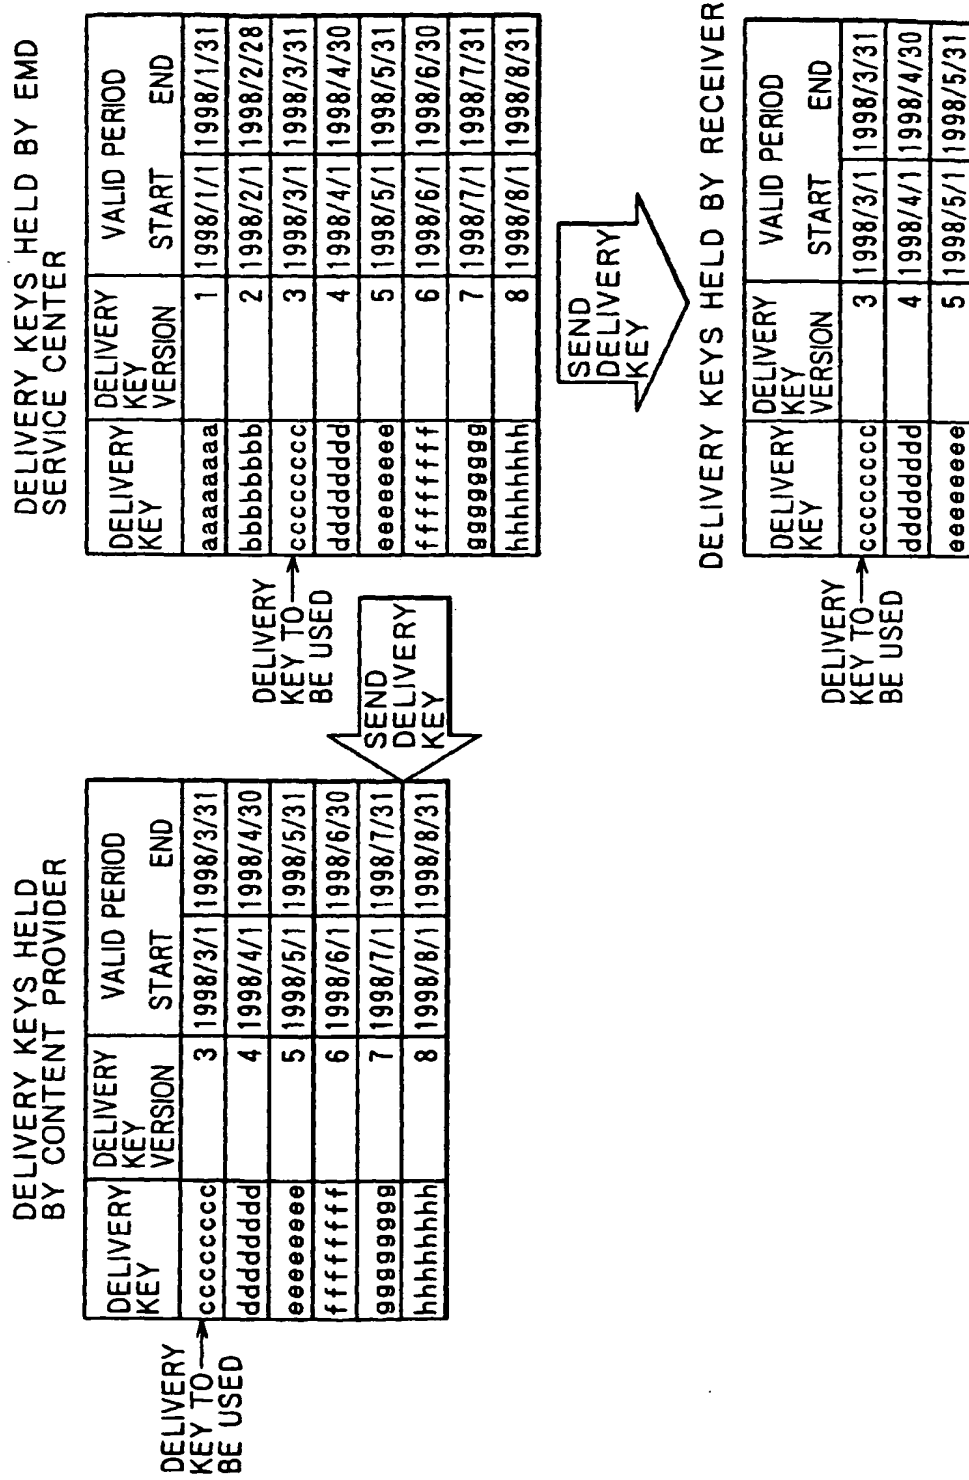 DELIVERY KEYS HELD
BY CONTENT PROVIDER
DELIVERY KEY DELIVERY KEY VERSION VALID PERIOD START END
cccccccc 3 1998/3/1 1998/3/31
dddddddd 4 1998/4/1 1998/4/30
eeeeeeee 5 1998/5/1 1998/5/31
ffffffff 6 1998/6/1 1998/6/30
gggggggg 7 1998/7/1 1998/7/31
hhhhhhhh 8 1998/8/1 1998/8/31
DELIVERY
KEY TO
BE USED
SEND
DELIVERY
KEY
DELIVERY KEYS HELD BY EMD
SERVICE CENTER
DELIVERY KEY DELIVERY KEY VERSION VALID PERIOD START END
aaaaaaaa 1 1998/1/1 1998/1/31
bbbbbbbb 2 1998/2/1 1998/2/28
cccccccc 3 1998/3/1 1998/3/31
dddddddd 4 1998/4/1 1998/4/30
eeeeeeee 5 1998/5/1 1998/5/31
ffffffff 6 1998/6/1 1998/6/30
gggggggg 7 1998/7/1 1998/7/31
hhhhhhhh 8 1998/8/1 1998/8/31
DELIVERY
KEY TO
BE USED
SEND
DELIVERY
KEY
DELIVERY KEYS HELD BY RECEIVER
DELIVERY KEY DELIVERY KEY VERSION VALID PERIOD START END
cccccccc 3 1998/3/1 1998/3/31
dddddddd 4 1998/4/1 1998/4/30
eeeeeeee 5 1998/5/1 1998/5/31
DELIVERY
KEY TO
BE USED